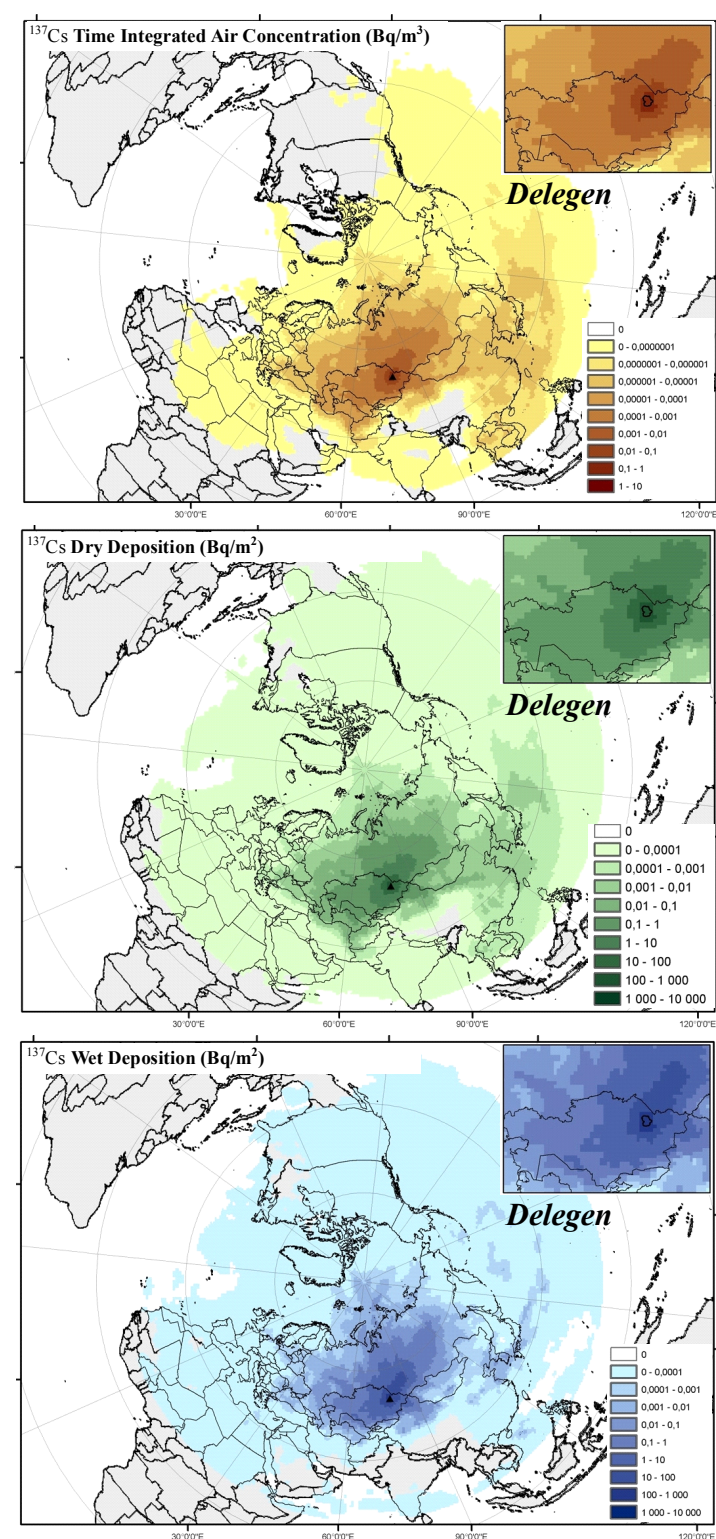 ¹³⁷Cs Time Integrated Air Concentration (Bq/m³)
Delegen
0
0 - 0,0000001
0,0000001 - 0,000001
0,000001 - 0,00001
0,00001 - 0,0001
0,0001 - 0,001
0,001 - 0,01
0,01 - 0,1
0,1 - 1
1 - 10
30°0'0"E 60°0'0"E 90°0'0"E 120°0'0"E
¹³⁷Cs Dry Deposition (Bq/m²)
Delegen
0
0 - 0,0001
0,0001 - 0,001
0,001 - 0,01
0,01 - 0,1
0,1 - 1
1 - 10
10 - 100
100 - 1 000
1 000 - 10 000
30°0'0"E 60°0'0"E 90°0'0"E 120°0'0"E
¹³⁷Cs Wet Deposition (Bq/m²)
Delegen
0
0 - 0,0001
0,0001 - 0,001
0,001 - 0,01
0,01 - 0,1
0,1 - 1
1 - 10
10 - 100
100 - 1 000
1 000 - 10 000
30°0'0"E 60°0'0"E 90°0'0"E 120°0'0"E